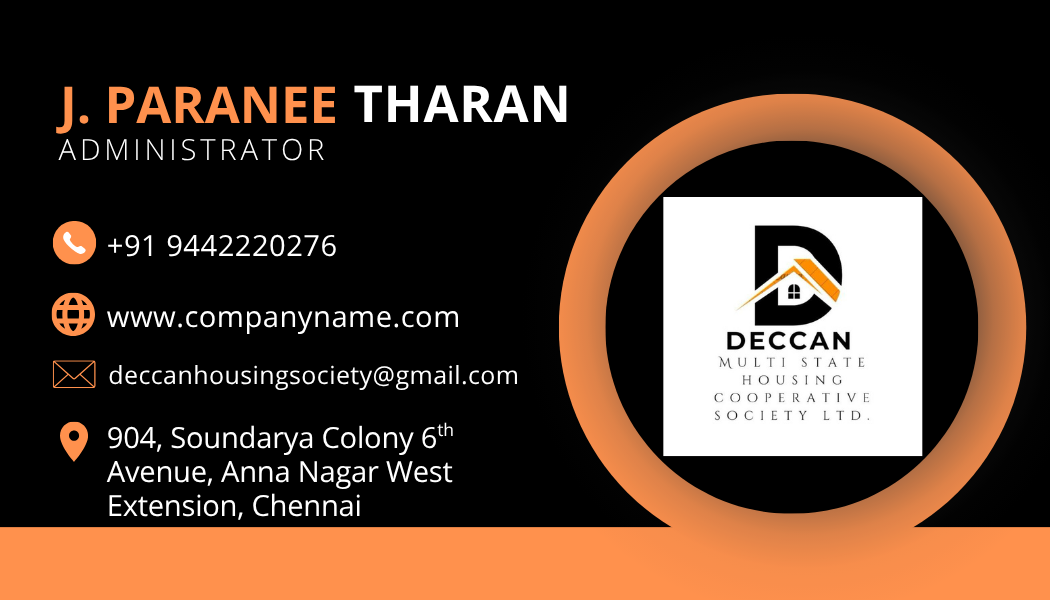 J. PARANEE THARAN
ADMINISTRATOR
+91 9442220276
www.companyname.com
deccanhousingsociety@gmail.com
904, Soundarya Colony 6th
Avenue, Anna Nagar West
Extension, Chennai
D
DECCAN
MULTI STATE
HOUSING
COOPERATIVE
SOCIETY LTD.